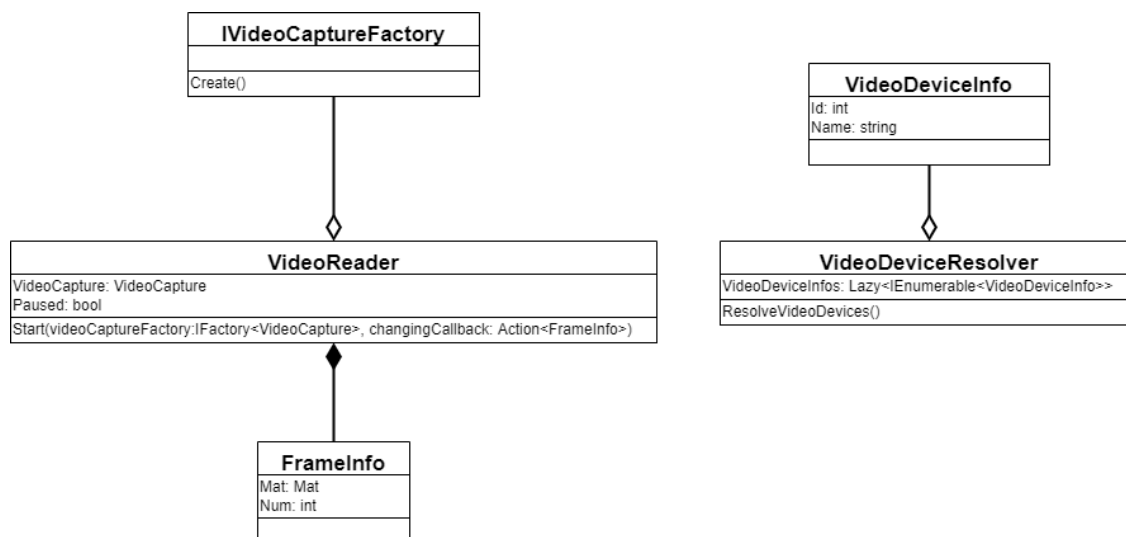 IVideoCaptureFactory
Create()
VideoDeviceInfo
Id: int
Name: string
VideoReader
VideoCapture: VideoCapture
Paused: bool
Start(videoCaptureFactory:IFactory<VideoCapture>, changingCallback: Action<FrameInfo>)
VideoDeviceResolver
VideoDeviceInfos: Lazy<IEnumerable<VideoDeviceInfo>>
ResolveVideoDevices()
FrameInfo
Mat: Mat
Num: int